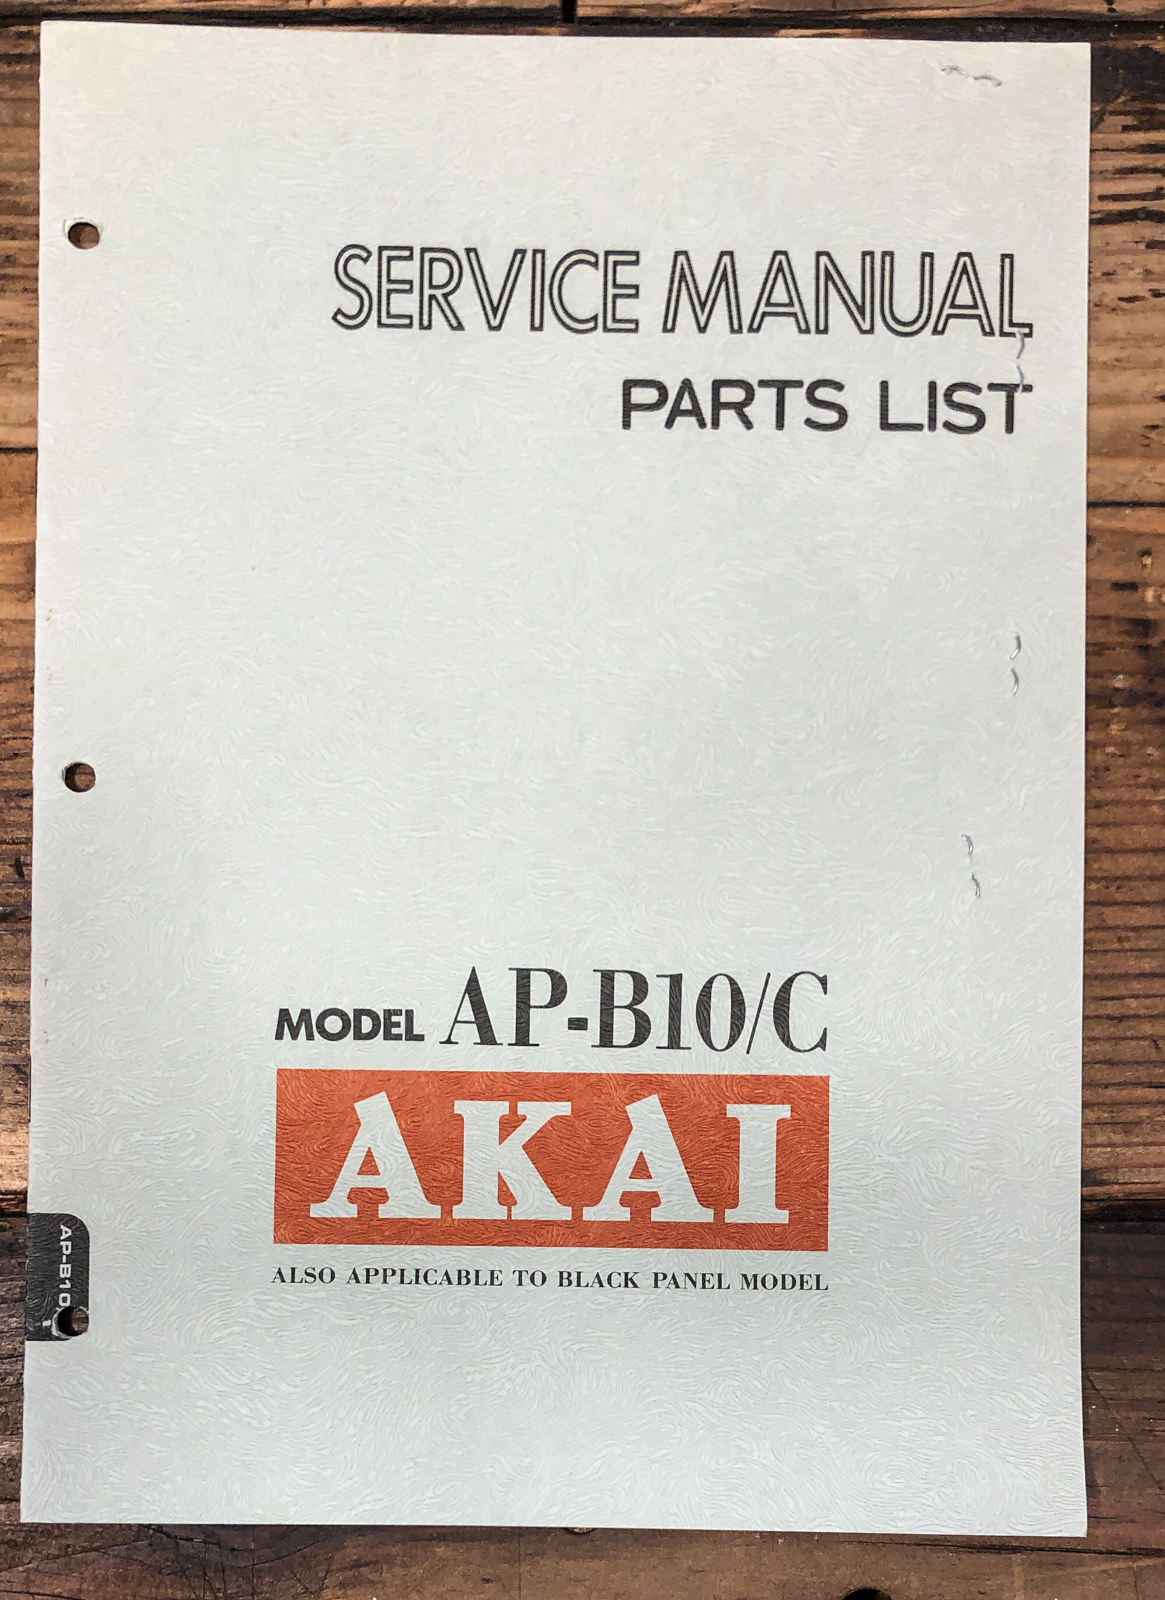 SERVICE MANUAL
PARTS LIST
MODEL AP-B10/C
AKAI
ALSO APPLICABLE TO BLACK PANEL MODEL
AP-B10